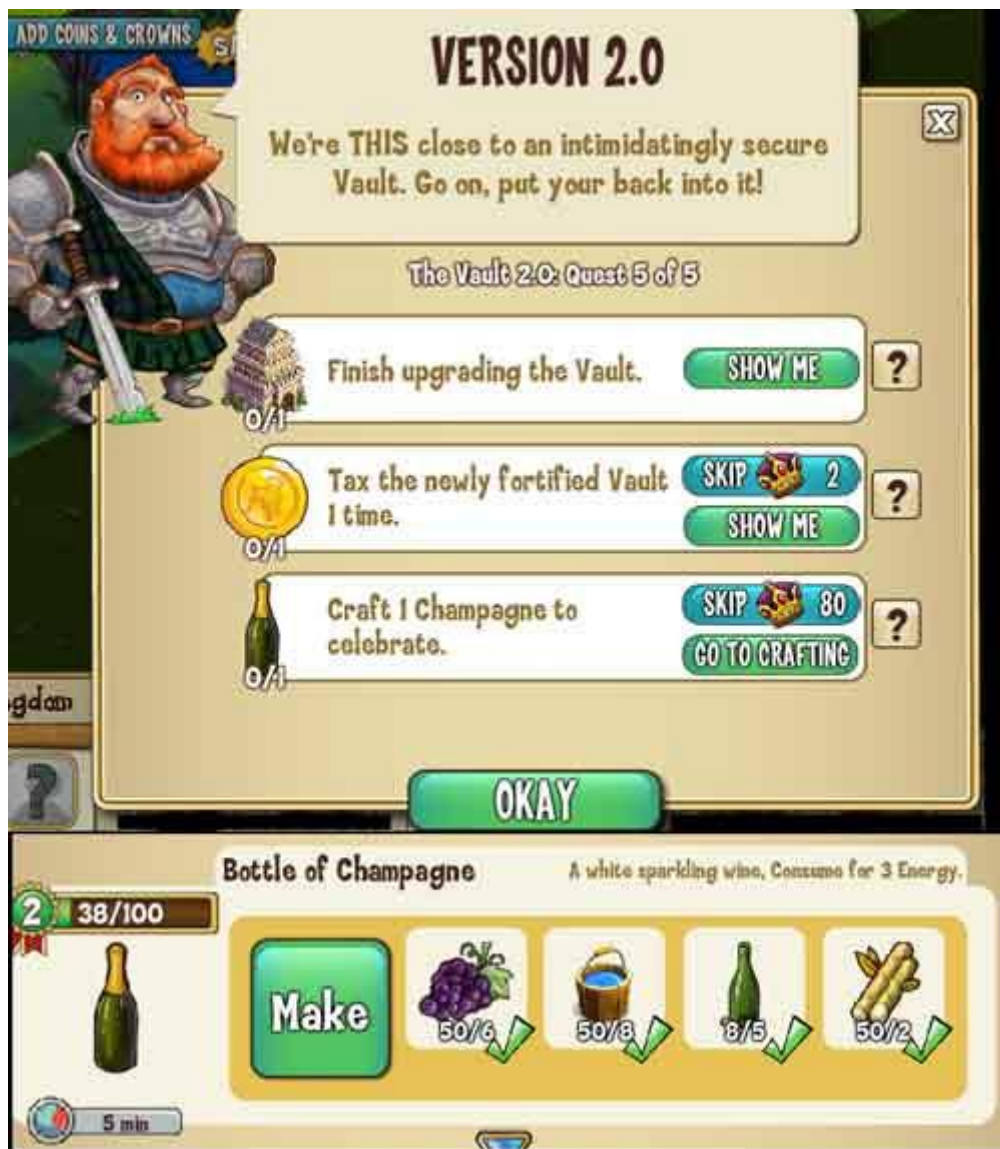 ADD COINS & CROWNS
VERSION 2.0
We're THIS close to an intimidatingly secure
Vault. Go on, put your back into it!
The Vault 2.0: Quest 5 of 5
Finish upgrading the Vault.
SHOW ME
?
0/1
Tax the newly fortified Vault
1 time.
SKIP 2
SHOW ME
?
0/1
Craft 1 Champagne to
celebrate.
SKIP 80
GO TO CRAFTING
?
0/1
gdom
?
OKAY
Bottle of Champagne
A white sparkling wine, Consume for 3 Energy.
2 38/100
Make
50/6
50/8
8/5
50/2
5 min